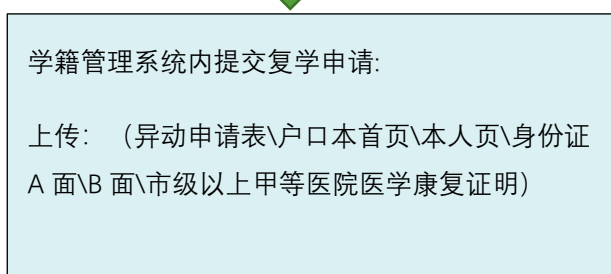 学籍管理系统内提交复学申请:
上传: （异动申请表\户口本首页\本人页\身份证
A 面\B 面\市级以上甲等医院医学康复证明）